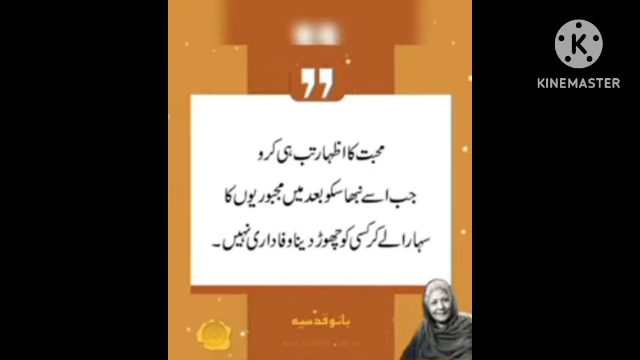 KINEMASTER
محبت کا اظہار تب ہی کرو
جب اسے نبھا سکو بعد میں مجبوریوں کا
سہارا لے کر کسی کو چھوڑ دینا وفاداری نہیں ۔
بانو قدسیہ